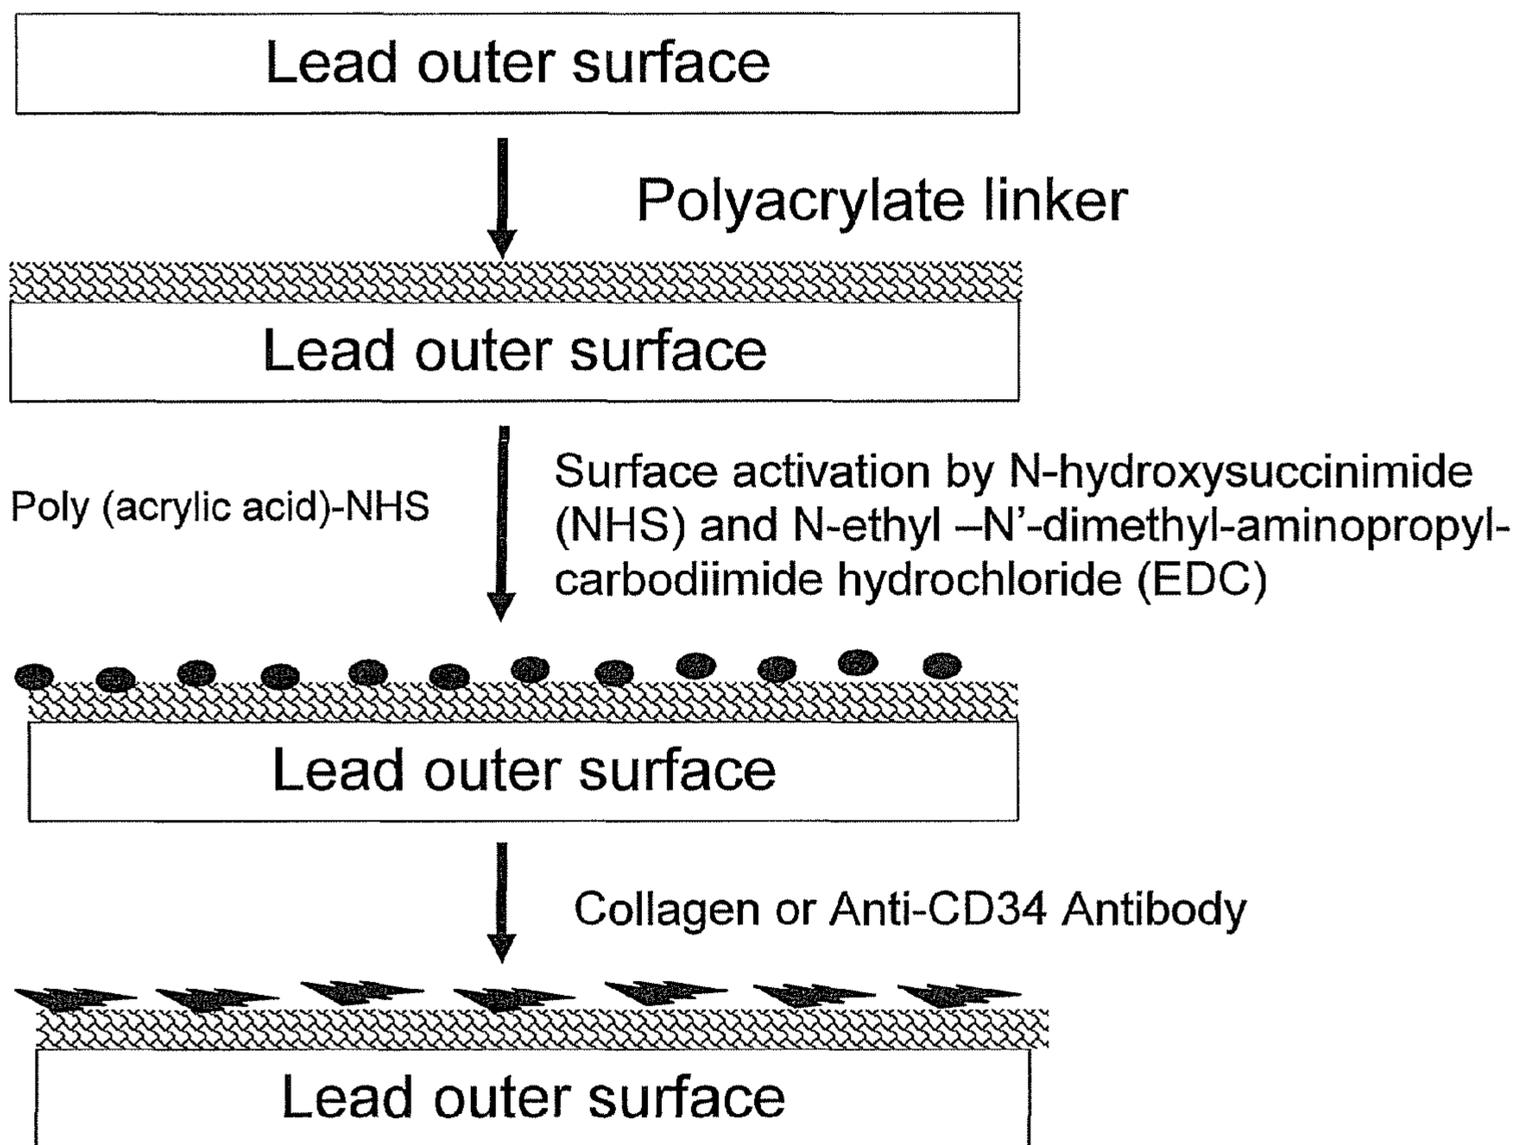 Lead outer surface
Polyacrylate linker
Lead outer surface
Poly (acrylic acid)-NHS
Surface activation by N-hydroxysuccinimide
(NHS) and N-ethyl –N’-dimethyl-aminopropyl-
carbodiimide hydrochloride (EDC)
Lead outer surface
Collagen or Anti-CD34 Antibody
Lead outer surface